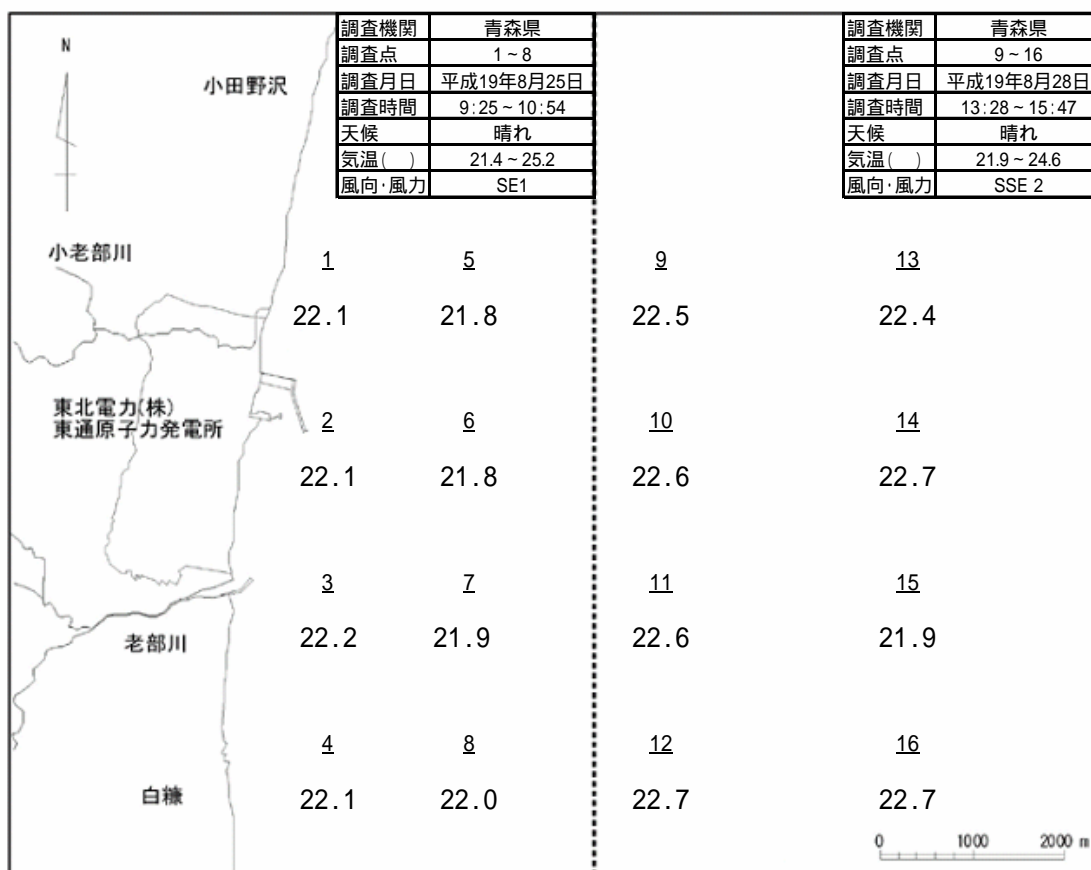 調査機関 青森県
調査点 1~8
調査月日 平成19年8月25日
調査時間 9:25~10:54
天候 晴れ
気温( ) 21.4~25.2
風向・風力 SE1
調査機関 青森県
調査点 9~16
調査月日 平成19年8月28日
調査時間 13:28~15:47
天候 晴れ
気温( ) 21.9~24.6
風向・風力 SSE 2
N
小田野沢
小老部川
1 5 9 13
22.1 21.8 22.5 22.4
東北電力(株)
東通原子力発電所
2 6 10 14
22.1 21.8 22.6 22.7
3 7 11 15
22.2 21.9 22.6 21.9
老部川
4 8 12 16
白糠
22.1 22.0 22.7 22.7
0 1000 2000 m